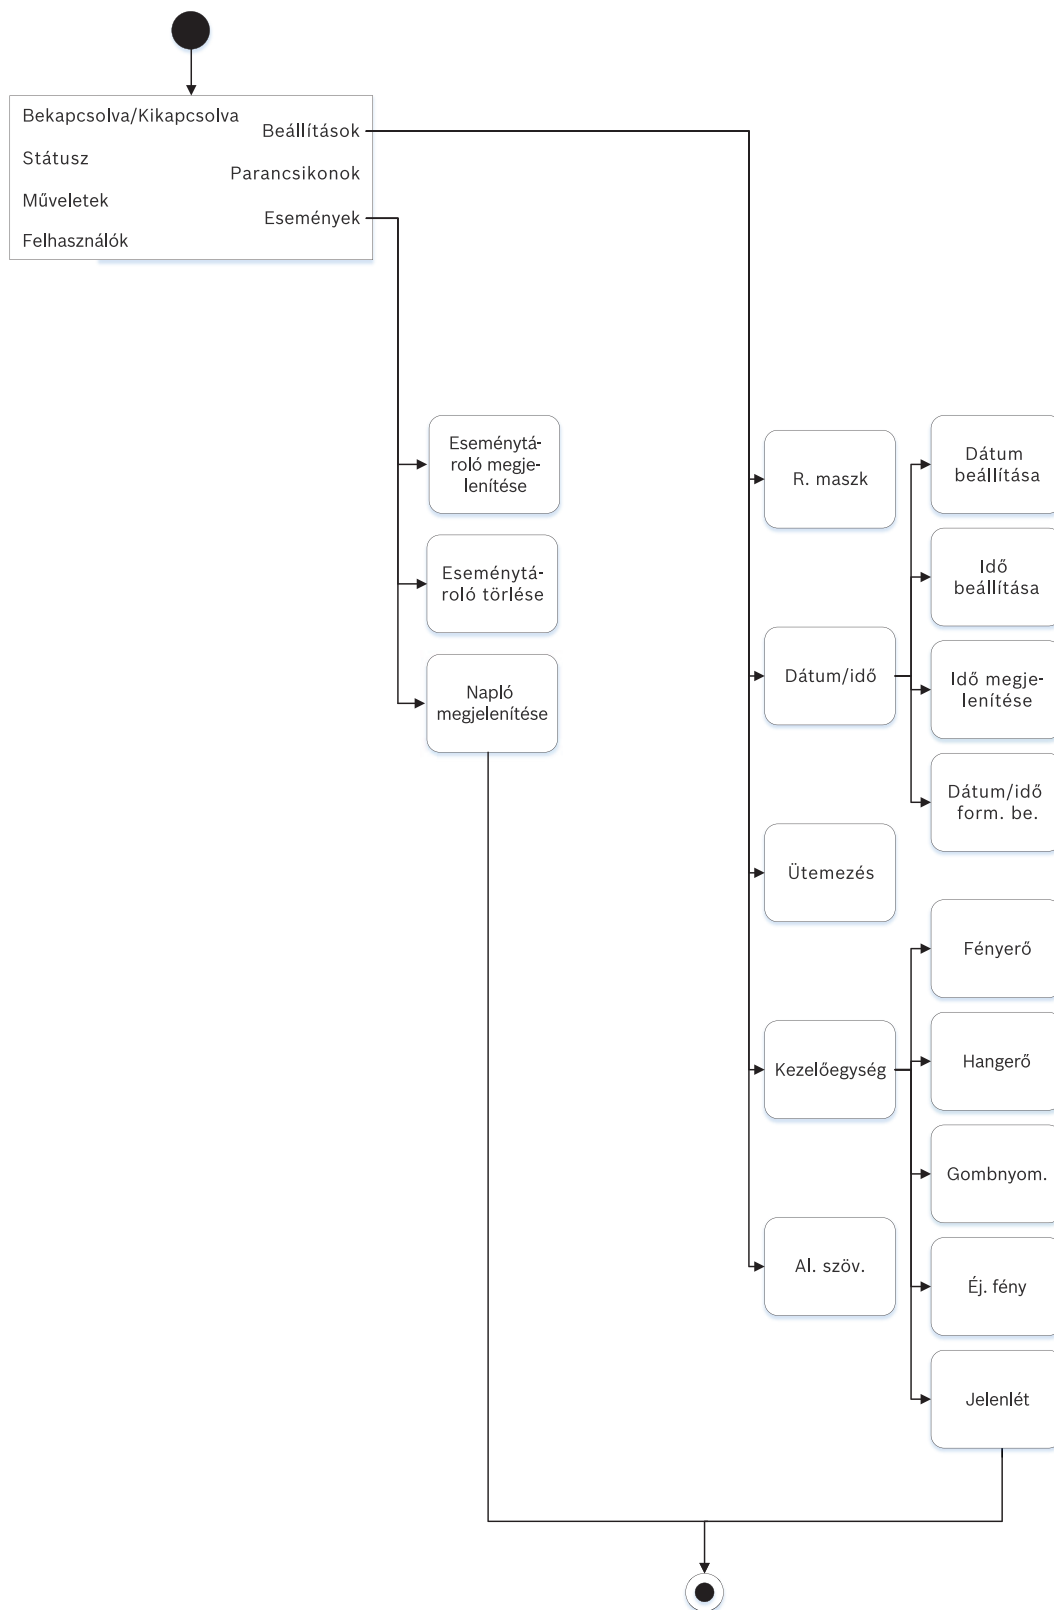 Bekapcsolva/Kikapcsolva
Státusz
Műveletek
Felhasználók
Beállítások
Parancsikonok
Események
Eseménytá-
roló megje-
lenítése
Eseménytá-
roló törlése
Napló
megjelenítése
R. maszk
Dátum/idő
Ütemezés
Kezelőegység
Al. szöv.
Dátum
beállítása
Idő
beállítása
Idő megje-
lenítése
Dátum/idő
form. be.
Fényerő
Hangerő
Gombnyom.
Éj. fény
Jelenlét